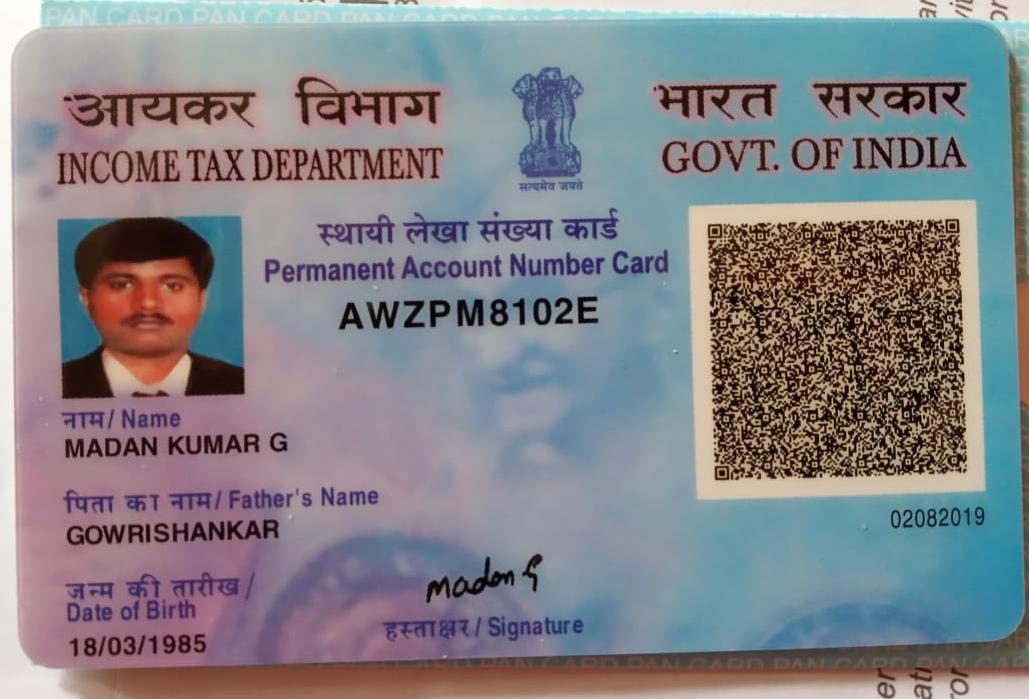 PAN CARD PAN CARD PAN CARD PAN CARD PAN CARD
आयकर विभाग
INCOME TAX DEPARTMENT
सत्यमेव जयते
भारत सरकार
GOVT. OF INDIA
स्थायी लेखा संख्या कार्ड
Permanent Account Number Card
AWZPM8102E
नाम / Name
MADAN KUMAR G
पिता का नाम / Father's Name
GOWRISHANKAR
02082019
जन्म की तारीख /
Date of Birth
18/03/1985
Madan G
हस्ताक्षर / Signature